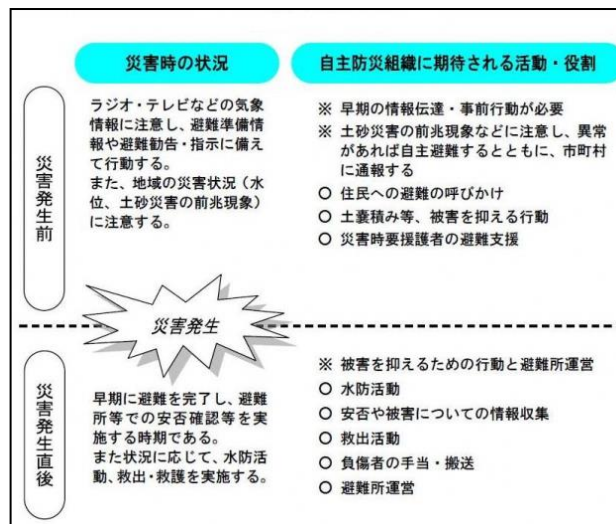 災害時の状況
自主防災組織に期待される活動・役割
災害発生前
ラジオ・テレビなどの気象
情報に注意し、避難準備情
報や避難勧告・指示に備え
て行動する。
また、地域の災害状況（水
位、土砂災害の前兆現象）
に注意する。
※ 早期の情報伝達・事前行動が必要
※ 土砂災害の前兆現象などに注意し、異常
があれば自主避難するとともに、市町村
に通報する
○ 住民への避難の呼びかけ
○ 土嚢積み等、被害を抑える行動
○ 災害時要援護者の避難支援
災害発生
災害発生直後
早期に避難を完了し、避難
所等での安否確認等を実
施する時期である。
また状況に応じて、水防活
動、救出・救護を実施する。
※ 被害を抑えるための行動と避難所運営
○ 水防活動
○ 安否や被害についての情報収集
○ 救出活動
○ 負傷者の手当・搬送
○ 避難所運営